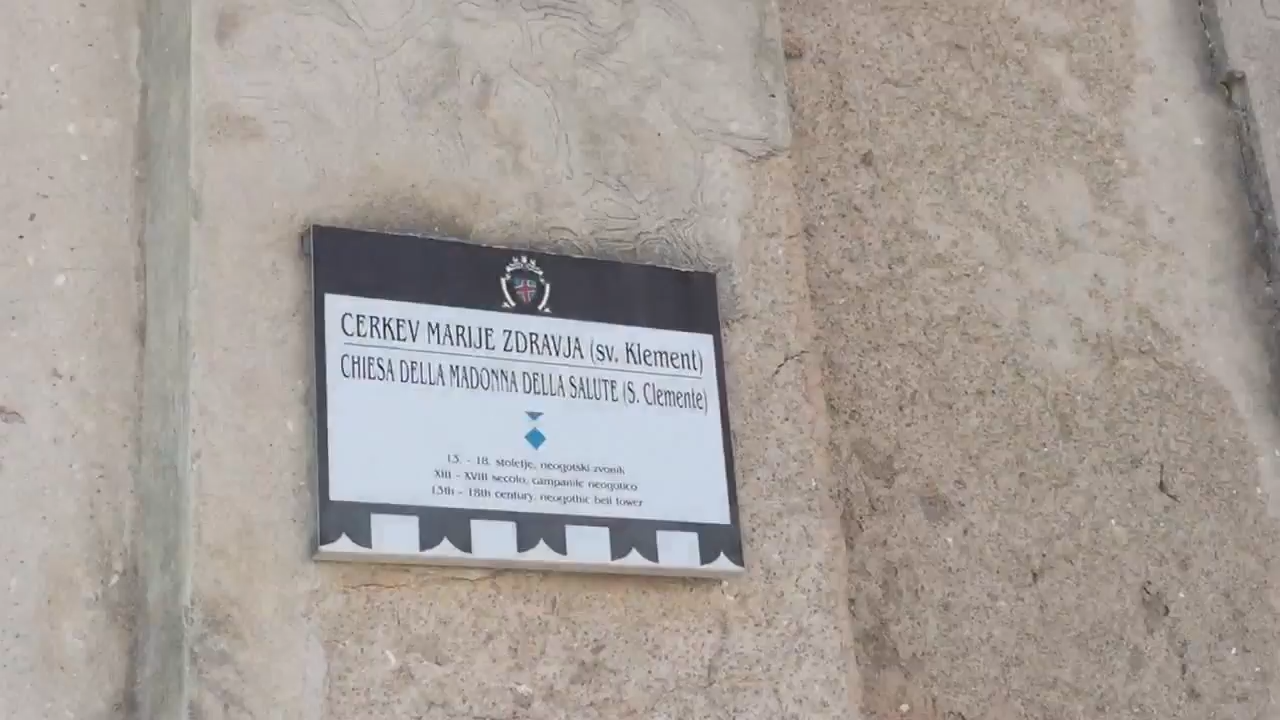 CERKEV MARIJE ZDRAVJA (sv. Klement)
CHIESA DELLA MADONNA DELLA SALUTE (S. Clemente)
13. - 18. stoletje, neogotski zvonik
XIII - XVIII secolo, campanile neogotico
13th - 18th century, neogothic bell tower